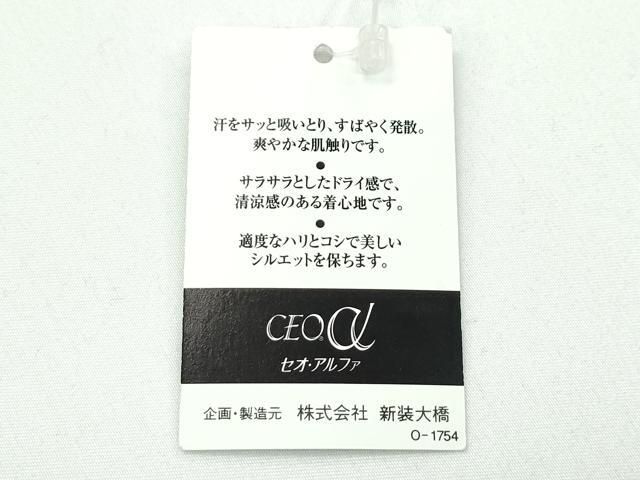 汗をサッと吸いとり、すばやく発散。
爽やかな肌触りです。
●
サラサラとしたドライ感で、
清涼感のある着心地です。
●
適度なハリとコシで美しい
シルエットを保ちます。
CEO®α
セオ・アルファ
企画・製造元 株式会社 新装大橋
O-1754